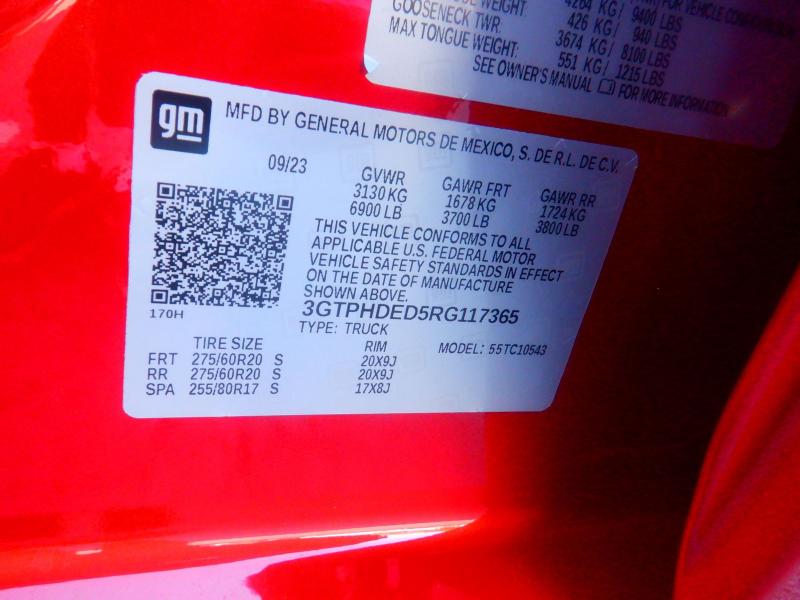 GOOSENECK TWR:
MAX TONGUE WEIGHT:
4264 KG/ 9400 LBS
426 KG/ 940 LBS
3674 KG/ 8100 LBS
551 KG/ 1215 LBS
SEE OWNER'S MANUAL FOR MORE INFORMATION
gm
MFD BY GENERAL MOTORS DE MEXICO, S. DE R.L. DE C.V.
09/23
GVWR GAWR FRT GAWR RR
3130 KG 1678 KG 1724 KG
6900 LB 3700 LB 3800 LB
THIS VEHICLE CONFORMS TO ALL
APPLICABLE U.S. FEDERAL MOTOR
VEHICLE SAFETY STANDARDS IN EFFECT
ON THE DATE OF MANUFACTURE
SHOWN ABOVE.
170H
3GTPHDED5RG117365
TYPE: TRUCK
TIRE SIZE RIM MODEL: 55TC10543
FRT 275/60R20 S 20X9J
RR 275/60R20 S 20X9J
SPA 255/80R17 S 17X8J